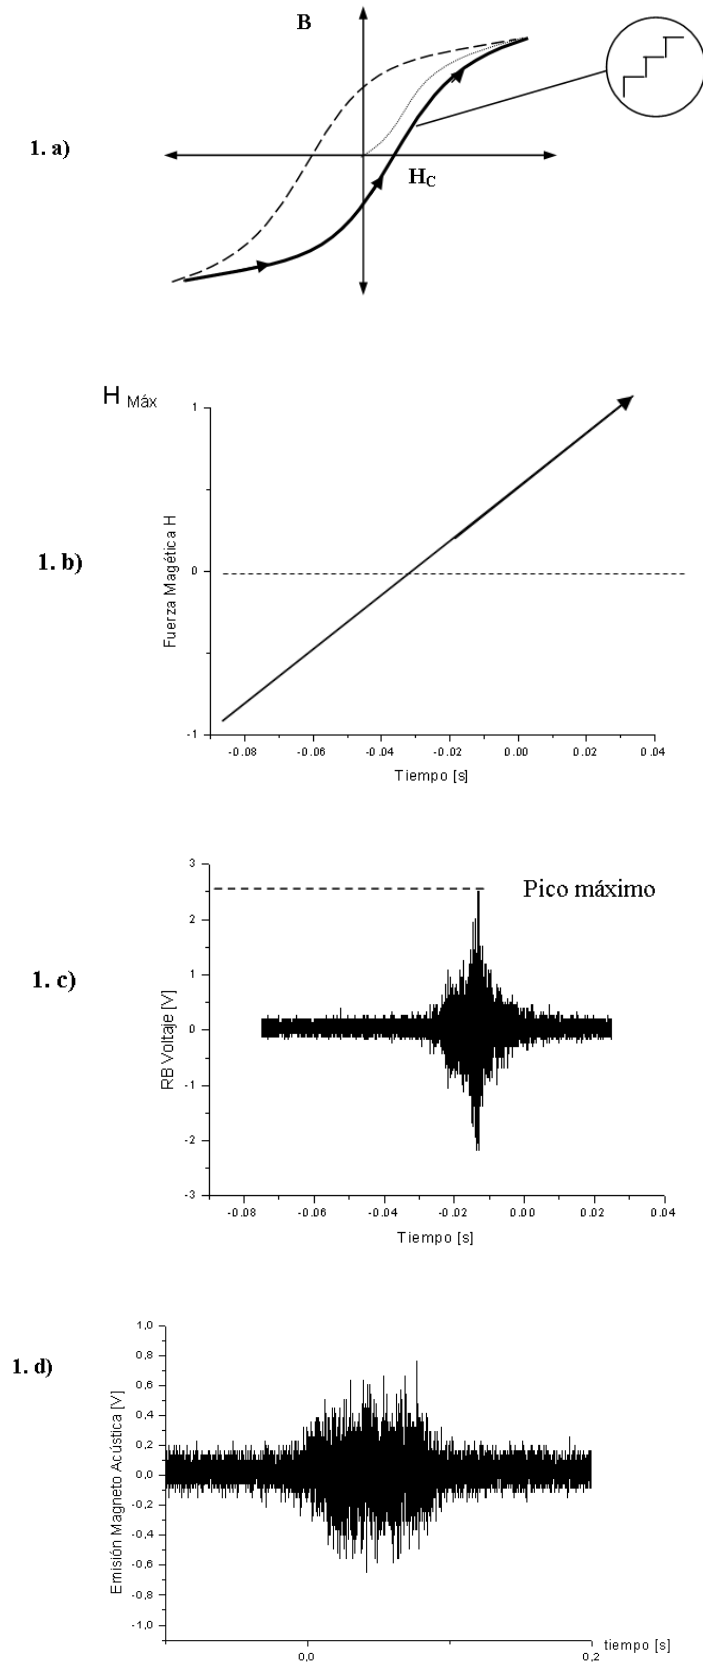 B
1. a)
H_C
H Máx
1
1. b)
Fuerza Magética H
0
-1
-0.08 -0.06 -0.04 -0.02 0.00 0.02 0.04
Tiempo [s]
3
Pico máximo
2
1. c)
1
RB Voltaje [V]
0
-1
-2
-3
-0.08 -0.06 -0.04 -0.02 0.00 0.02 0.04
Tiempo [s]
1,0
1. d)
0,8
0,6
0,4
0,2
Emisión Magneto Acústica [V]
0,0
-0,2
-0,4
-0,6
-0,8
-1,0
tiempo [s]
0,0 0,2